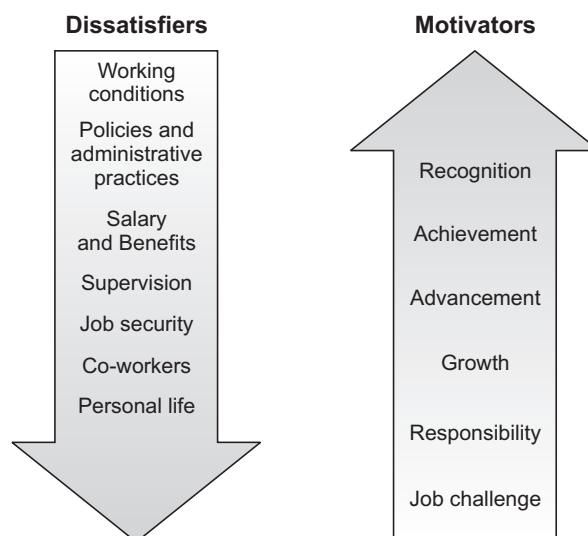 Dissatisfiers
Working
conditions
Policies and
administrative
practices
Salary
and Benefits
Supervision
Job security
Co-workers
Personal life
Motivators
Recognition
Achievement
Advancement
Growth
Responsibility
Job challenge